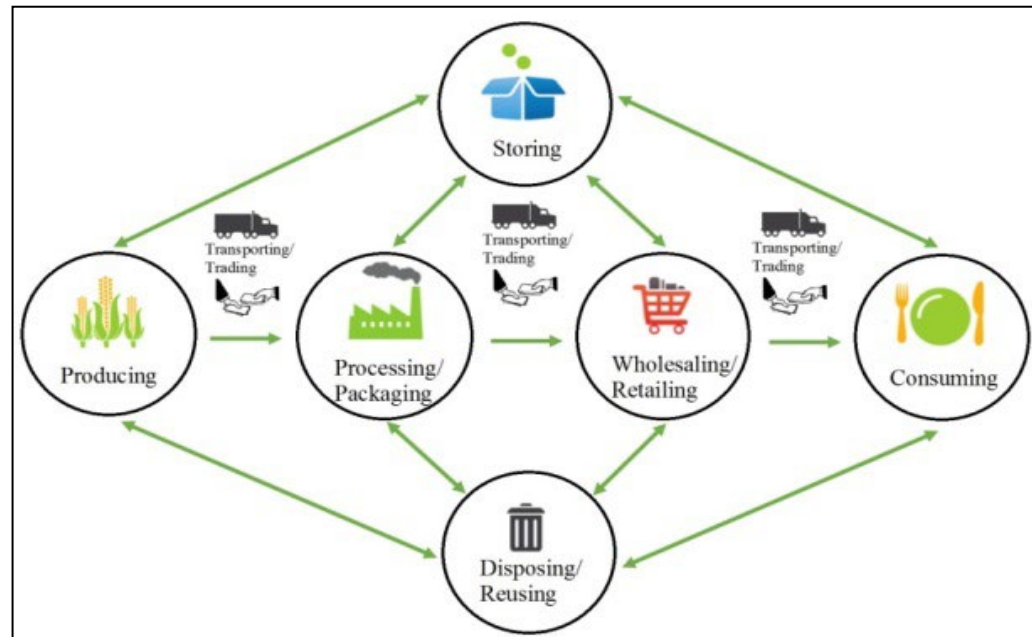 Storing
Transporting/
Trading
Transporting/
Trading
Transporting/
Trading
Producing
Processing/
Packaging
Wholesaling/
Retailing
Consuming
Disposing/
Reusing